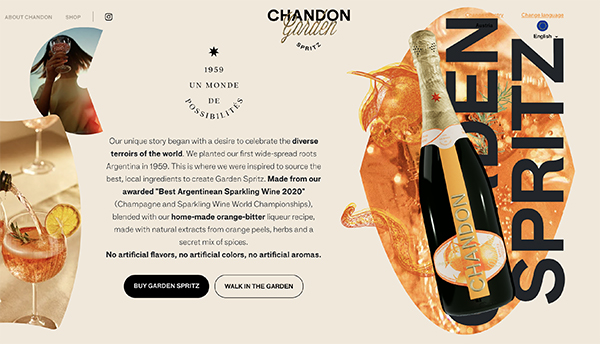 ABOUT CHANDON
SHOP
CHANDON
Garden
SPRITZ
Change language
English
1959
UN MONDE
DE
POSSIBILITÉS
Our unique story began with a desire to celebrate the diverse
terroirs of the world. We planted our first wide-spread roots
Argentina in 1959. This is where we were inspired to source the
best, local ingredients to create Garden Spritz. Made from our
awarded "Best Argentinean Sparkling Wine 2020"
(Champagne and Sparkling Wine World Championships),
blended with our home-made orange-bitter liqueur recipe,
made with natural extracts from orange peels, herbs and a
secret mix of spices.
No artificial flavors, no artificial colors, no artificial aromas.
BUY GARDEN SPRITZ
WALK IN THE GARDEN
CHANDON
CHANDON
DEN
SPRITZ